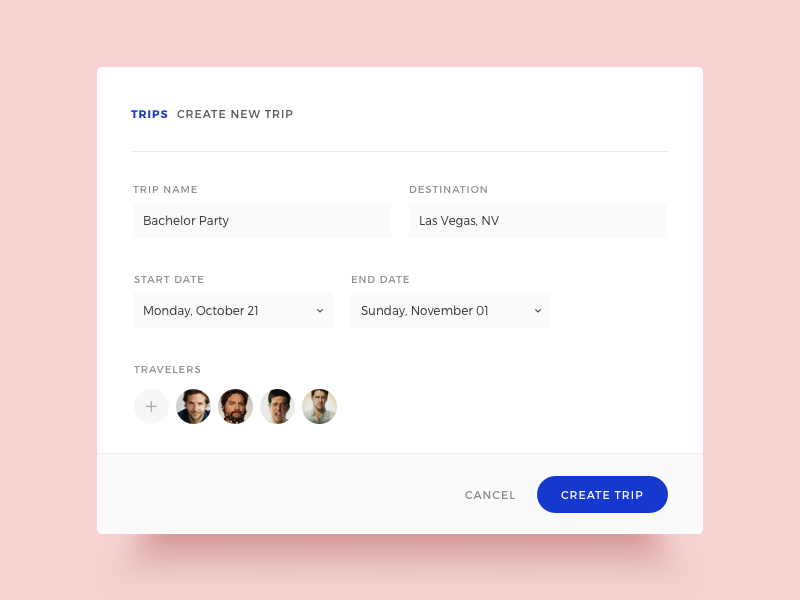 TRIPS CREATE NEW TRIP
TRIP NAME DESTINATION
Bachelor Party Las Vegas, NV
START DATE END DATE
Monday, October 21 Sunday, November 01
TRAVELERS
+
CANCEL CREATE TRIP